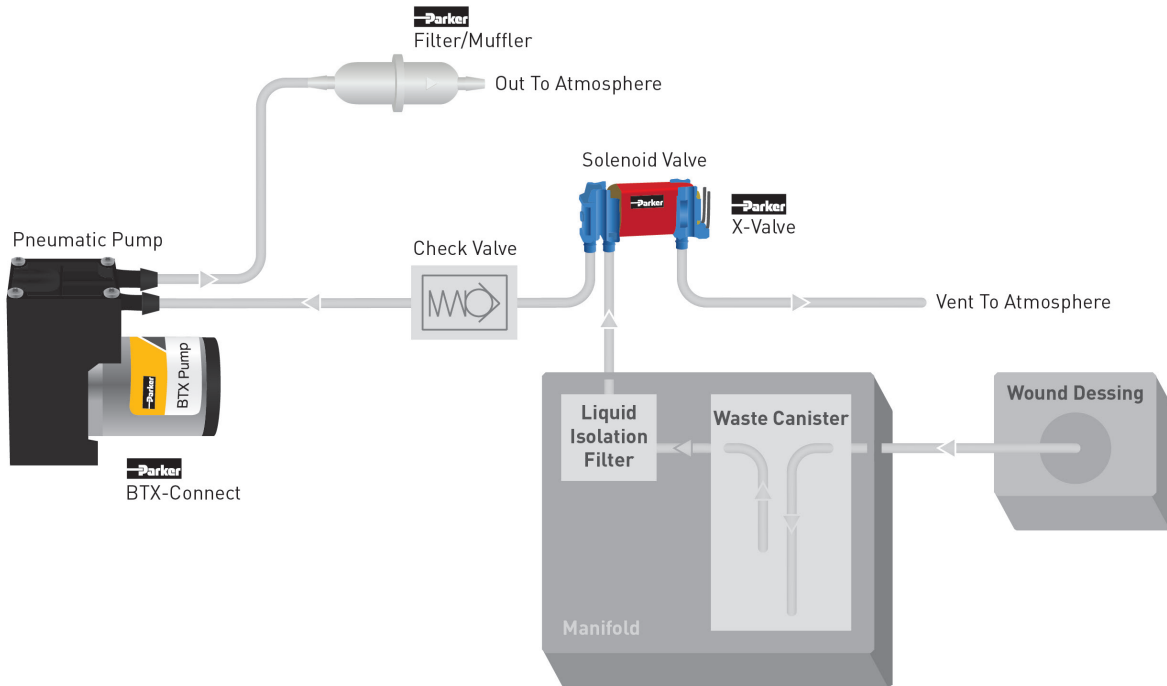 Parker
Filter/Muffler
Out To Atmosphere
Solenoid Valve
Parker
Parker
X-Valve
Pneumatic Pump
Check Valve
Vent To Atmosphere
BTX Pump
Parker
Parker
BTX-Connect
Liquid
Isolation
Filter
Waste Canister
Wound Dessing
Manifold